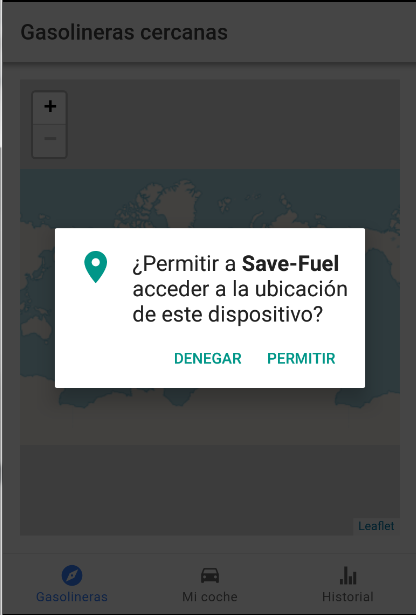 Gasolineras cercanas
+
−
¿Permitir a Save-Fuel
acceder a la ubicación
de este dispositivo?
DENEGAR PERMITIR
Leaflet
Gasolineras Mi coche Historial